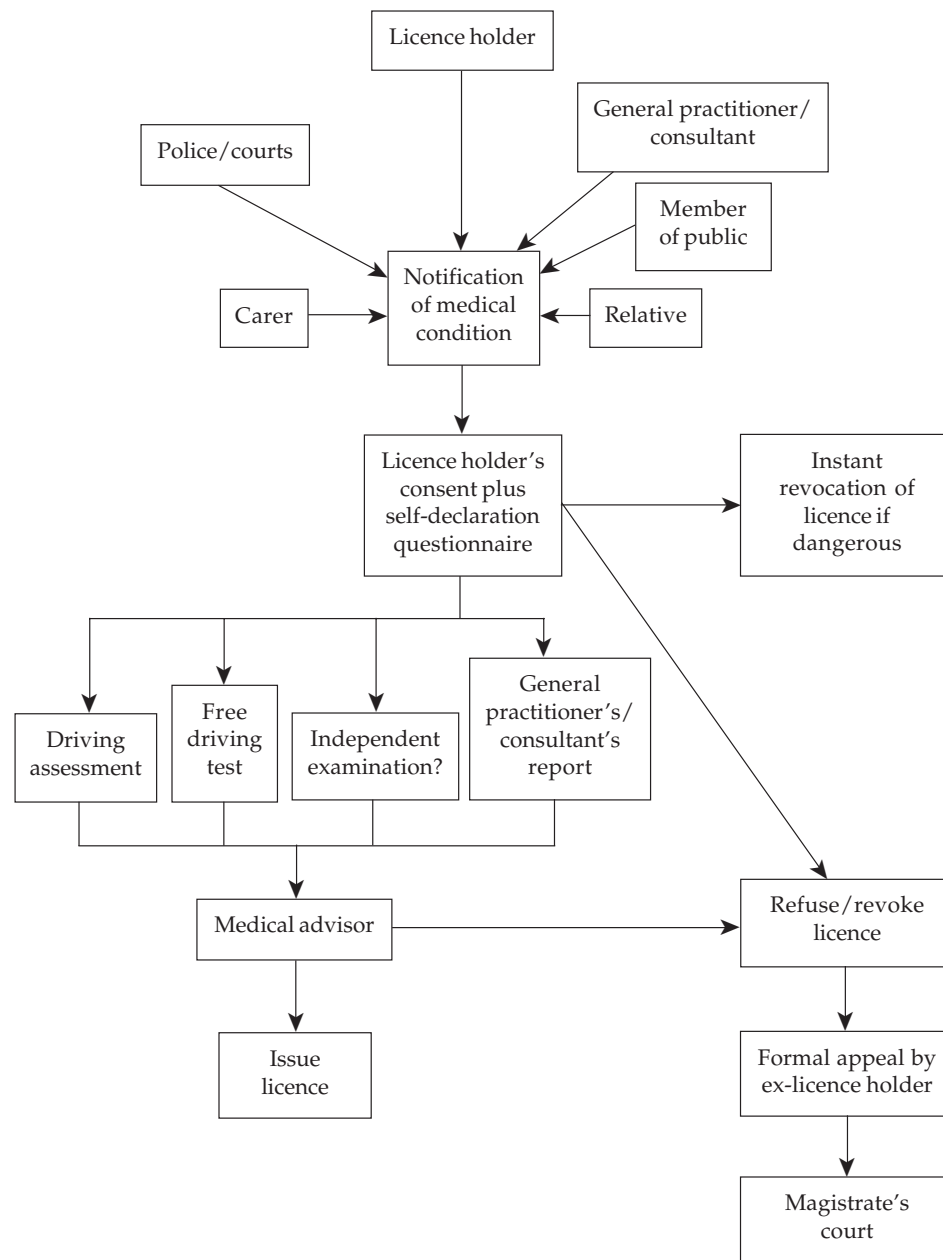 Licence holder
General practitioner/
consultant
Police/courts
Member
of public
Notification
of medical
condition
Carer
Relative
Licence holder’s
consent plus
self-declaration
questionnaire
Instant
revocation of
licence if
dangerous
Driving
assessment
Free
driving
test
Independent
examination?
General
practitioner’s/
consultant’s
report
Medical advisor
Refuse/revoke
licence
Issue
licence
Formal appeal by
ex-licence holder
Magistrate’s
court